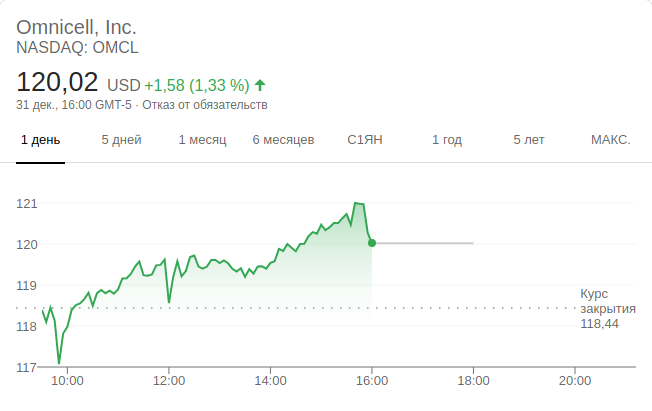 Omnicell, Inc.
NASDAQ: OMCL
120,02 USD +1,58 (1,33 %)
31 дек., 16:00 GMT-5 · Отказ от обязательств
1 день 5 дней 1 месяц 6 месяцев С1ЯН 1 год 5 лет МАКС.
121
120
119
118
117
Курс
закрытия
118,44
10:00 12:00 14:00 16:00 18:00 20:00